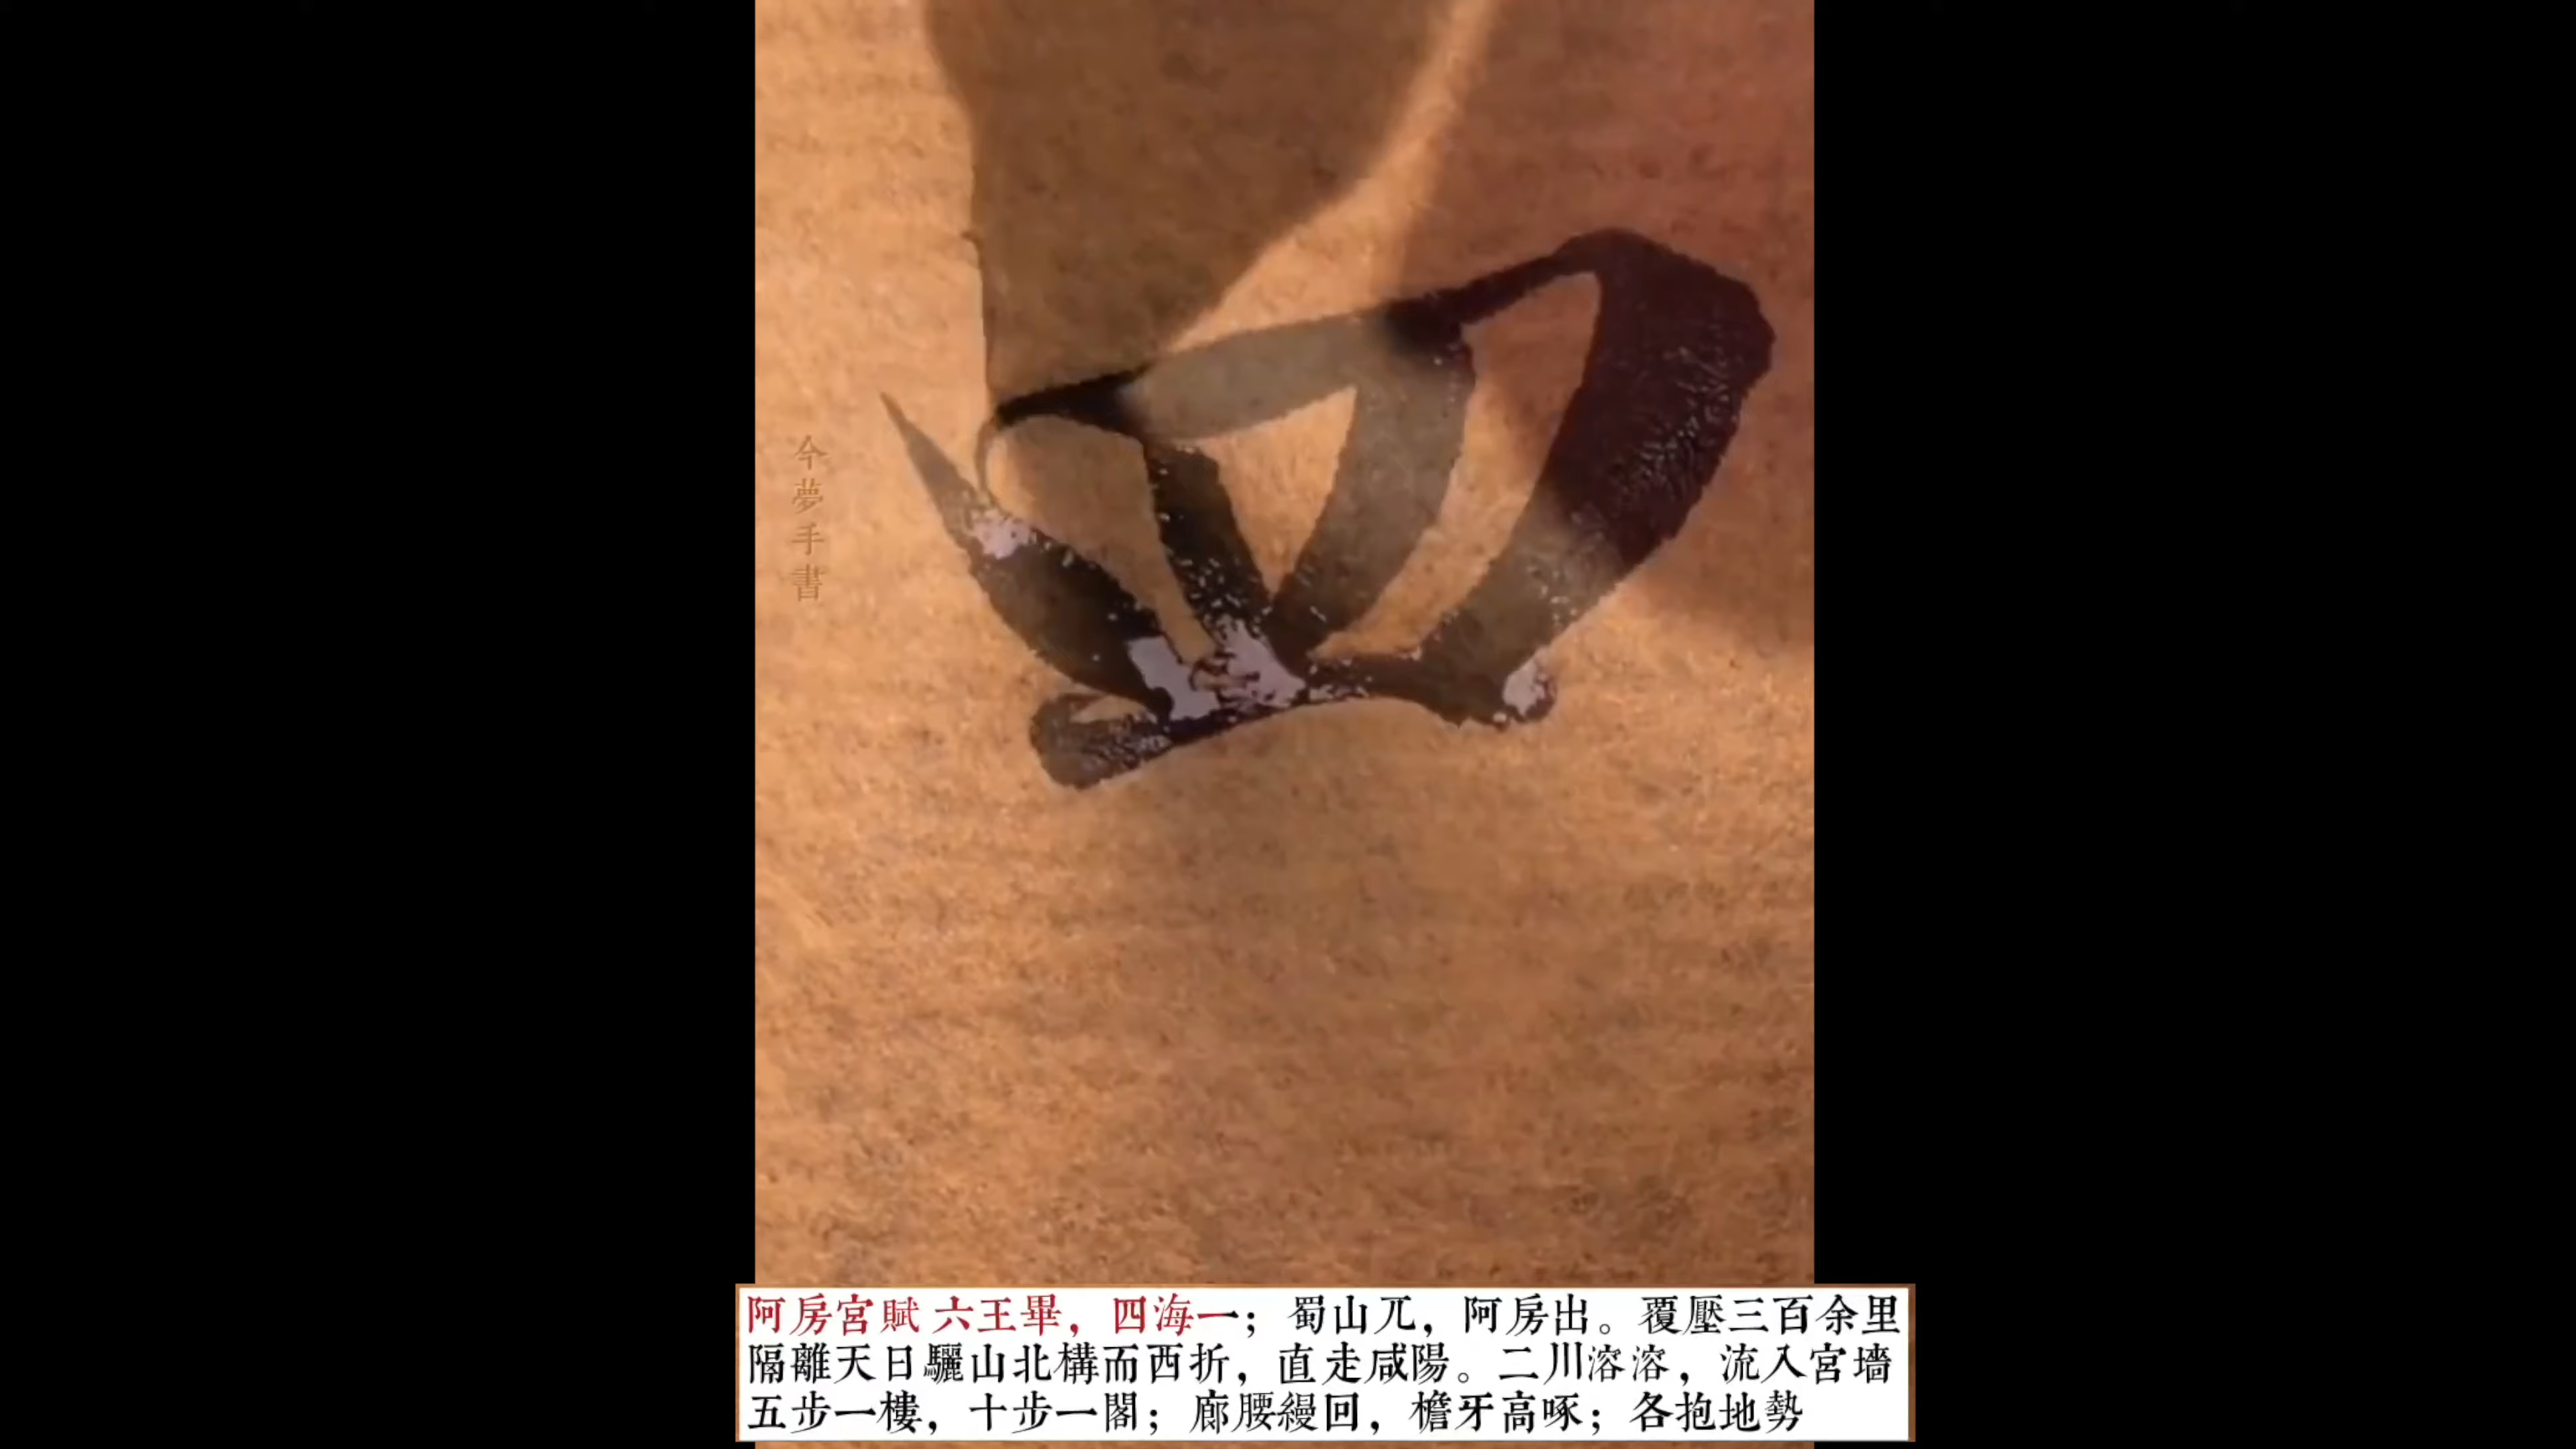 四
今夢手書
阿房宮賦 六王畢，四海一；蜀山兀，阿房出。覆壓三百余里
隔離天日驪山北構而西折，直走咸陽。二川溶溶，流入宮墻
五步一樓，十步一閣；廊腰縵回，檐牙高啄；各抱地勢